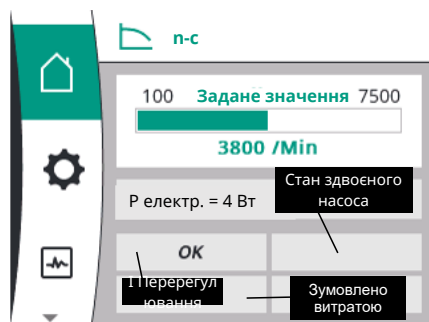 n-c
100 Задане значення 7500
3800 /Min
P електр. = 4 Вт
Стан здвоєного
насоса
OK
Перерегул
ювання
Зумовлено
витратою